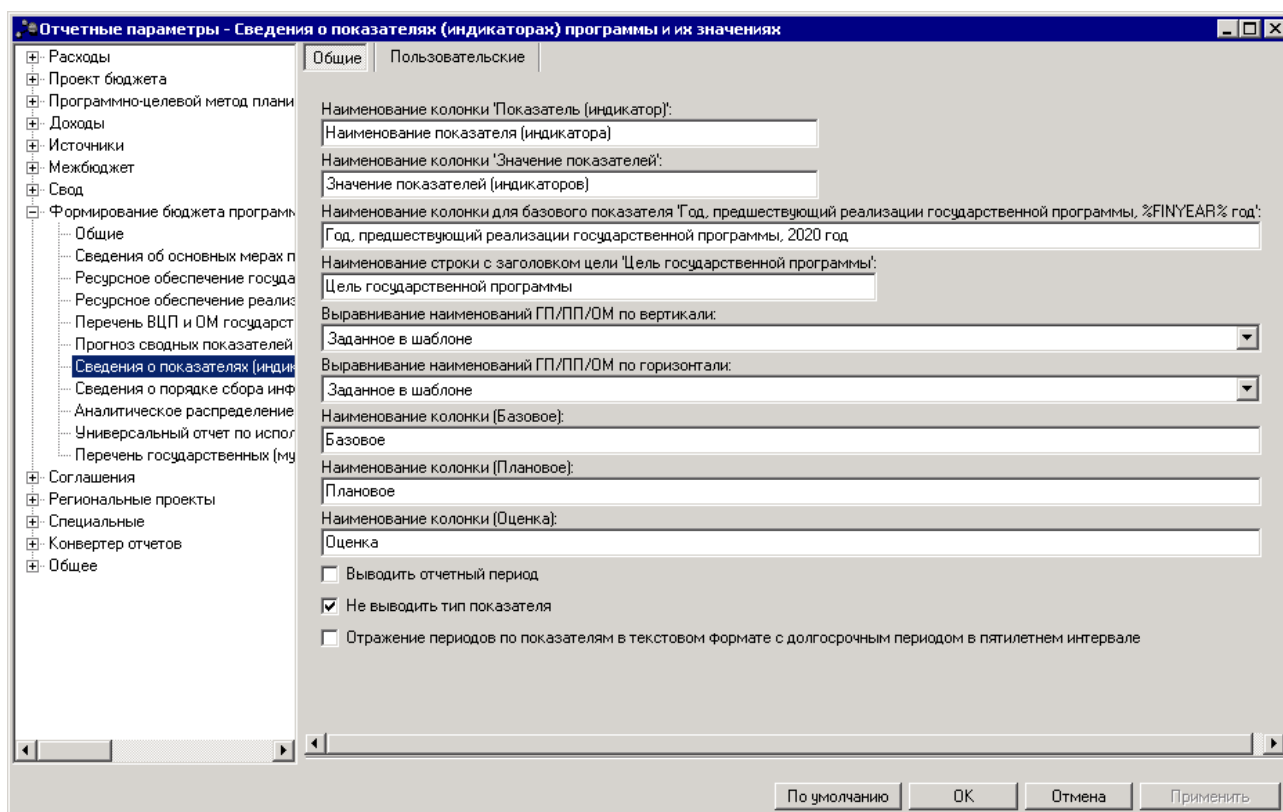 Отчетные параметры - Сведения о показателях (индикаторах) программы и их значениях
Расходы
Проект бюджета
Программно-целевой метод плани
Доходы
Источники
Межбюджет
Свод
Формирование бюджета программ
Общие
Сведения об основных мерах п
Ресурсное обеспечение госуда
Ресурсное обеспечение реализ
Перечень ВЦП и ОМ государст
Прогноз сводных показателей
Сведения о показателях (индик
Сведения о порядке сбора инф
Аналитическое распределение
Универсальный отчет по испол
Перечень государственных (му
Соглашения
Региональные проекты
Специальные
Конвертер отчетов
Общее
Общие Пользовательские
Наименование колонки 'Показатель (индикатор)':
Наименование показателя (индикатора)
Наименование колонки 'Значение показателей':
Значение показателей (индикаторов)
Наименование колонки для базового показателя 'Год, предшествующий реализации государственной программы, %FINYEAR% год':
Год, предшествующий реализации государственной программы, 2020 год
Наименование строки с заголовком цели 'Цель государственной программы':
Цель государственной программы
Выравнивание наименований ГП/ПП/ОМ по вертикали:
Заданное в шаблоне
Выравнивание наименований ГП/ПП/ОМ по горизонтали:
Заданное в шаблоне
Наименование колонки (Базовое):
Базовое
Наименование колонки (Плановое):
Плановое
Наименование колонки (Оценка):
Оценка
Выводить отчетный период
Не выводить тип показателя
Отражение периодов по показателям в текстовом формате с долгосрочным периодом в пятилетнем интервале
По умолчанию OK Отмена Применить